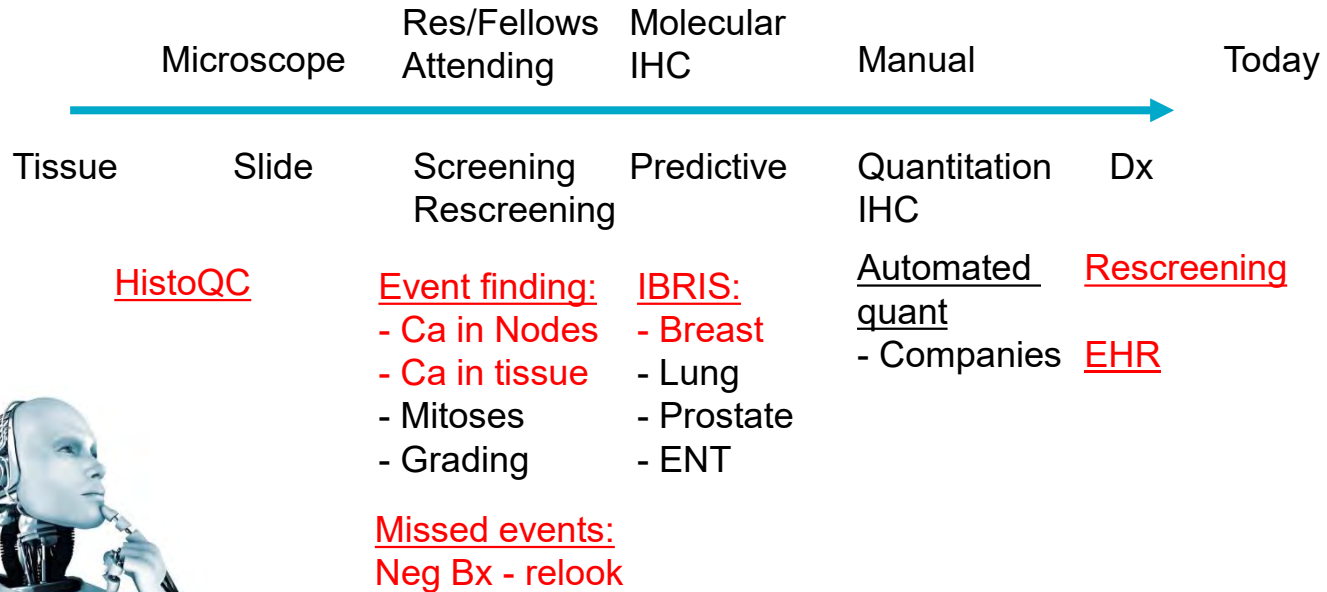 Microscope
Res/Fellows
Attending
Molecular
IHC
Manual
Today
Tissue
Slide
Screening
Rescreening
Predictive
Quantitation
IHC
Dx
HistoQC
Event finding:
- Ca in Nodes
- Ca in tissue
- Mitoses
- Grading
Missed events:
Neg Bx - relook
IBRIS:
- Breast
- Lung
- Prostate
- ENT
Automated
quant
- Companies
Rescreening
EHR